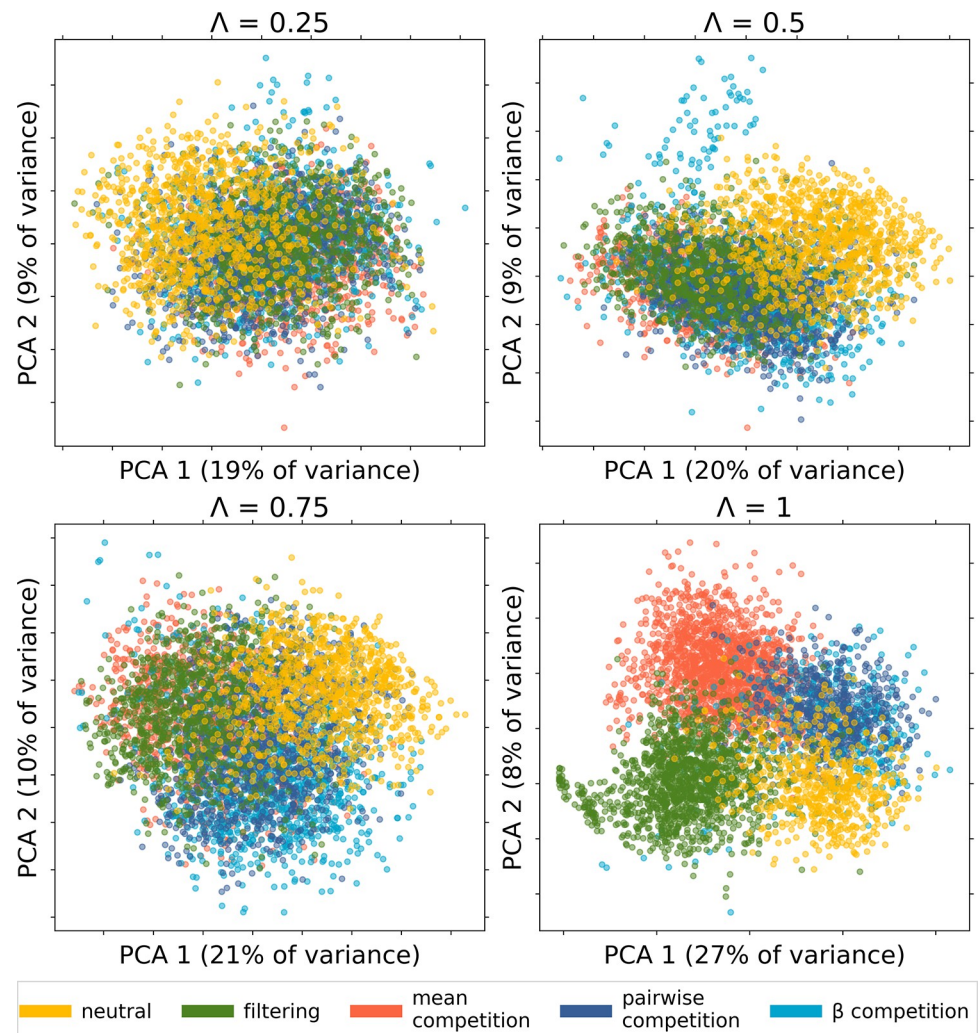 Λ = 0.25
Λ = 0.5
PCA 2 (9% of variance)
PCA 2 (9% of variance)
PCA 1 (19% of variance)
PCA 1 (20% of variance)
Λ = 0.75
Λ = 1
PCA 2 (10% of variance)
PCA 2 (8% of variance)
PCA 1 (21% of variance)
PCA 1 (27% of variance)
neutral
filtering
mean
competition
pairwise
competition
β competition